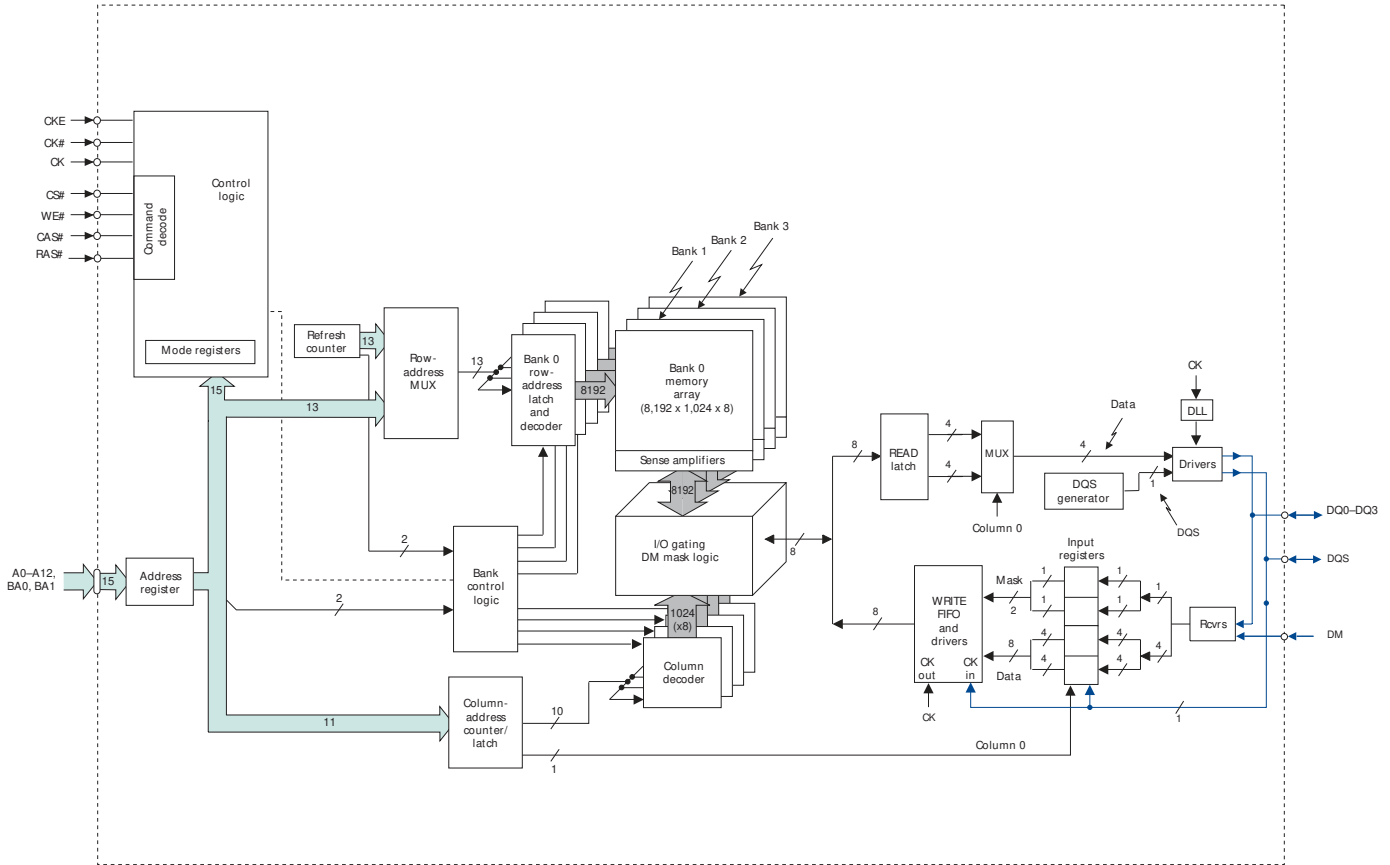 CKE
CK#
CK
CS#
WE#
CAS#
RAS#
Control
logic
Command
decode
Mode registers
15
Refresh
counter
13
Row-
address
MUX
13
13
Bank 0
row-
address
latch
and
decoder
8192
Bank 1
Bank 2
Bank 3
Bank 0
memory
array
(8,192 x 1,024 x 8)
Sense amplifiers
8192
I/O gating
DM mask logic
8
1024
(x8)
Column
decoder
2
2
Bank
control
logic
A0–A12,
BA0, BA1
15
Address
register
11
Column-
address
counter/
latch
10
1
Column 0
8
READ
latch
4
4
MUX
Column 0
4
Data
CK
DLL
Drivers
DQS
generator
1
DQS
DQ0–DQ3
DQS
DM
Rcvrs
Input
registers
1
1
4
4
1
1
4
4
1
4
Mask
2
8
Data
WRITE
FIFO
and
drivers
CK
out
CK
in
CK
8
1